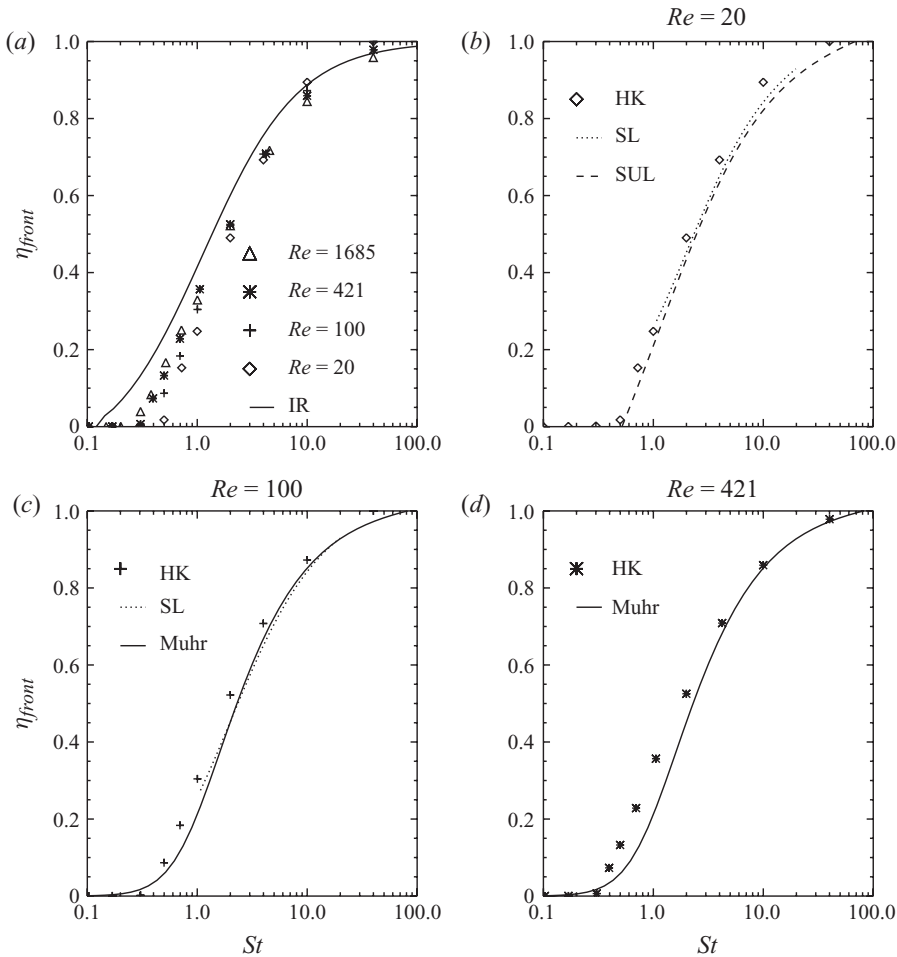 (a)
1.0
0.8
0.6
0.4
0.2
0
ηfront
Re = 1685
Re = 421
Re = 100
Re = 20
IR
0.1 1.0 10.0 100.0
Re = 20
(b)
1.0
0.8
0.6
0.4
0.2
0
HK
SL
SUL
0.1 1.0 10.0 100.0
Re = 100
(c)
1.0
0.8
0.6
0.4
0.2
0
ηfront
HK
SL
Muhr
0.1 1.0 10.0 100.0
St
Re = 421
(d)
1.0
0.8
0.6
0.4
0.2
0
HK
Muhr
0.1 1.0 10.0 100.0
St